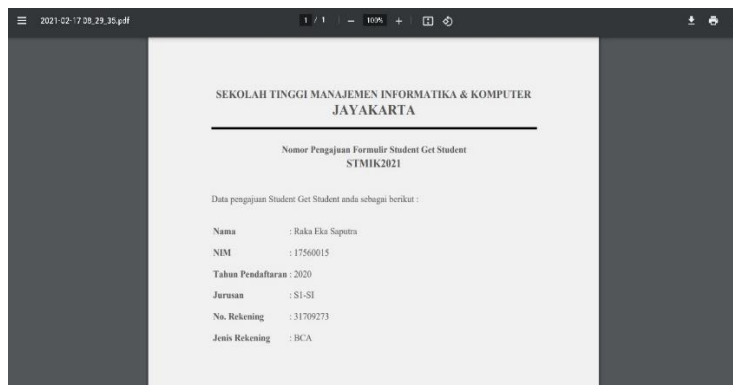 2021-02-17 08_29_35.pdf 1 / 1 100%
SEKOLAH TINGGI MANAJEMEN INFORMATIKA & KOMPUTER
JAYAKARTA
Nomor Pengajuan Formulir Student Get Student
STMIK2021
Data pengajuan Student Get Student anda sebagai berikut :
Nama : Raka Eka Saputra
NIM : 17560015
Tahun Pendaftaran : 2020
Jurusan : S1-SI
No. Rekening : 31709273
Jenis Rekening : BCA